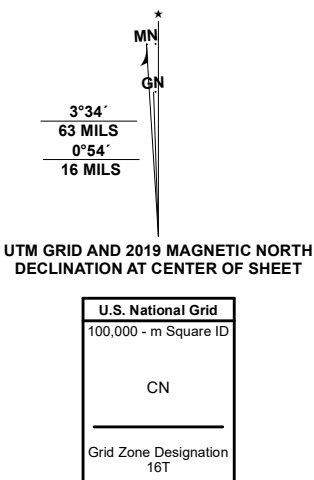 ★
MN
GN
3°34´
63 MILS
0°54´
16 MILS
UTM GRID AND 2019 MAGNETIC NORTH
DECLINATION AT CENTER OF SHEET
U.S. National Grid
100,000 - m Square ID
CN
Grid Zone Designation
16T